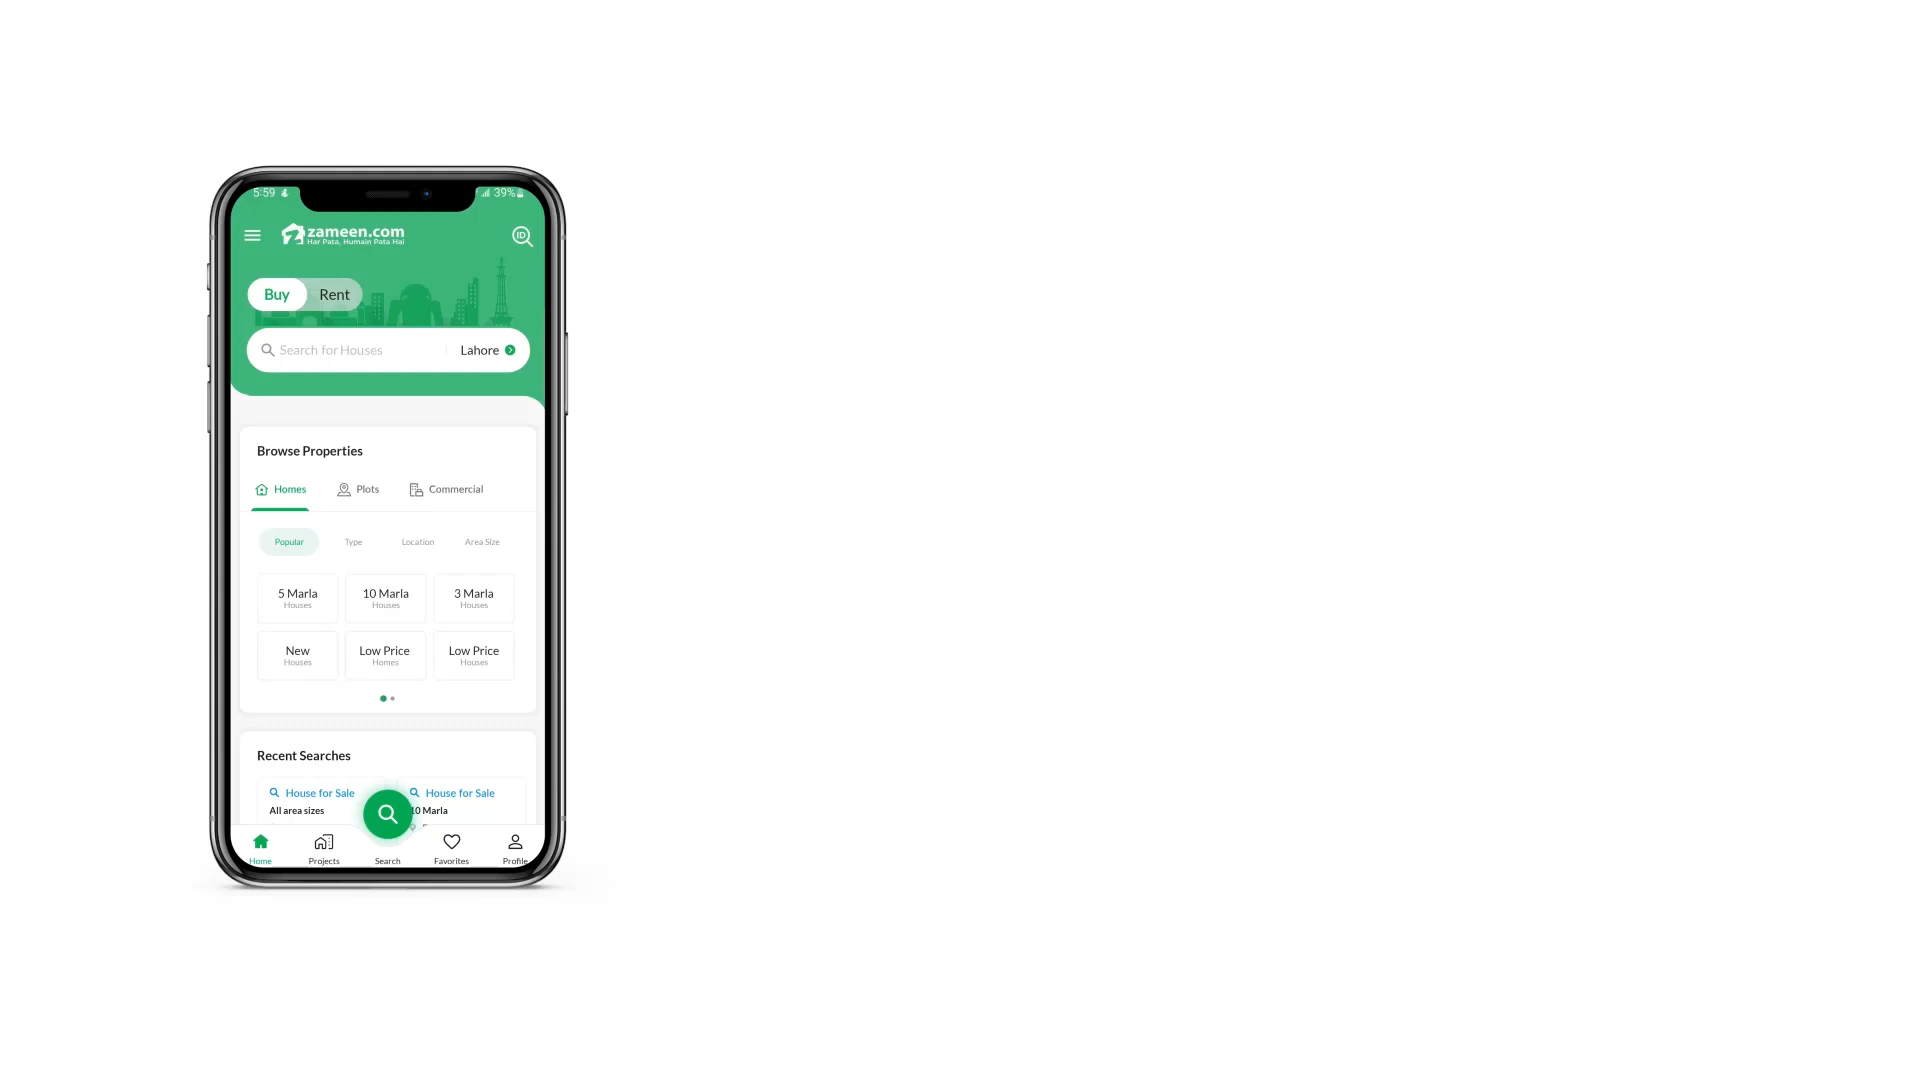 5:59
39%
zameen.com
Har Pata, Humain Pata Hai
ID
Buy Rent
Search for Houses Lahore
Browse Properties
Homes Plots Commercial
Popular Type Location Area Size
5 Marla 10 Marla 3 Marla
Houses Houses Houses
New Low Price Low Price
Houses Homes Houses
Recent Searches
House for Sale House for Sale
All area sizes 10 Marla
Home Projects Search Favorites Profile